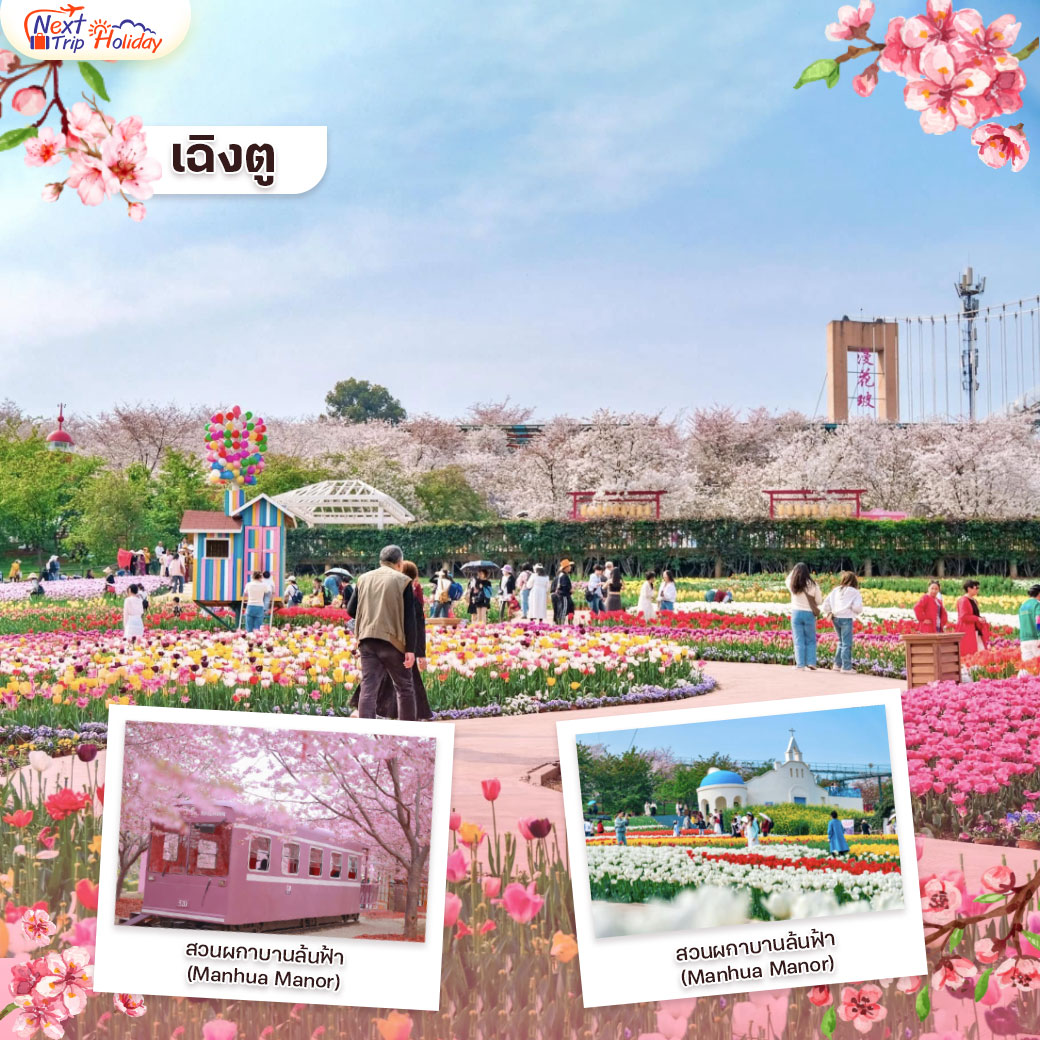 Next
Trip Holiday
เฉิงตู
漫花
สวนผกาบานล้นฟ้า
(Manhua Manor)
สวนผกาบานล้นฟ้า
(Manhua Manor)